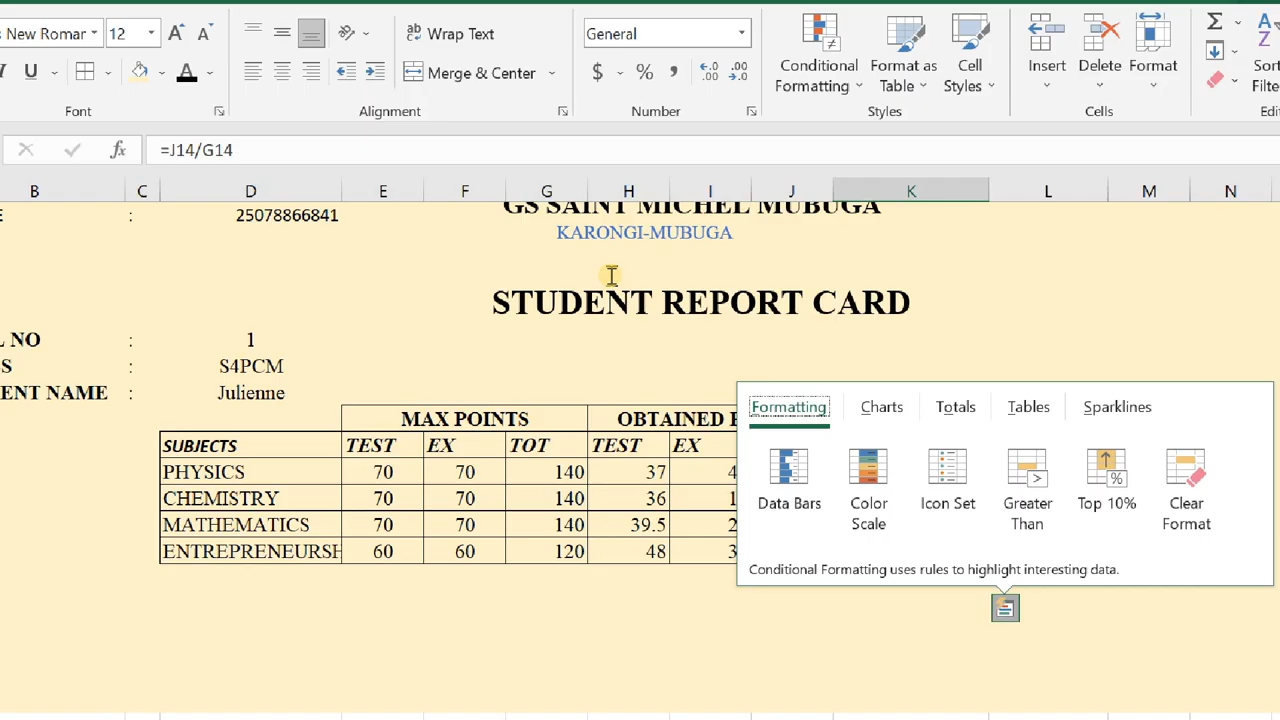 New Romar 12
Wrap Text
General
U
A
Merge & Center
$ % ,
Conditional Formatting
Format as Table
Cell Styles
Insert
Delete
Format
Font
Alignment
Number
Styles
Cells
fx =J14/G14
B C D E F G H I J K L M N
: 25078866841
GS SAINT MICHEL MUBUGA
KARONGI-MUBUGA
STUDENT REPORT CARD
NO : 1
: S4PCM
ENT NAME : Julienne
MAX POINTS OBTAINED
SUBJECTS TEST EX TOT TEST EX
PHYSICS 70 70 140 37 4
CHEMISTRY 70 70 140 36 1
MATHEMATICS 70 70 140 39.5 2
ENTREPRENEURSH 60 60 120 48 3
Formatting Charts Totals Tables Sparklines
Data Bars
Color Scale
Icon Set
Greater Than
Top 10%
Clear Format
Conditional Formatting uses rules to highlight interesting data.